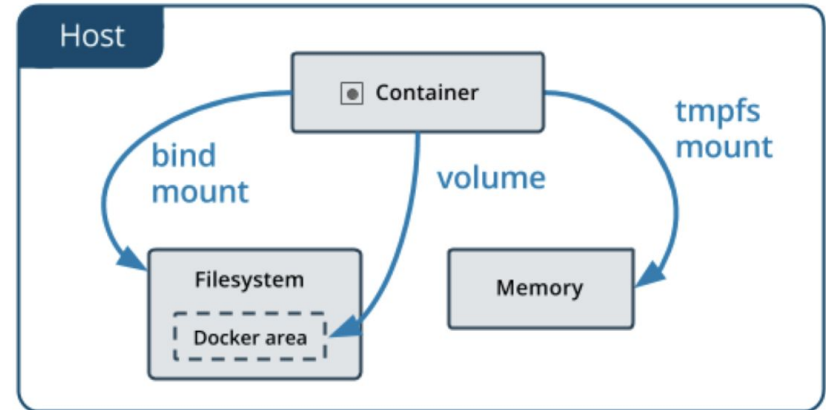 Host
Container
bind
mount
volume
tmpfs
mount
Filesystem
Docker area
Memory